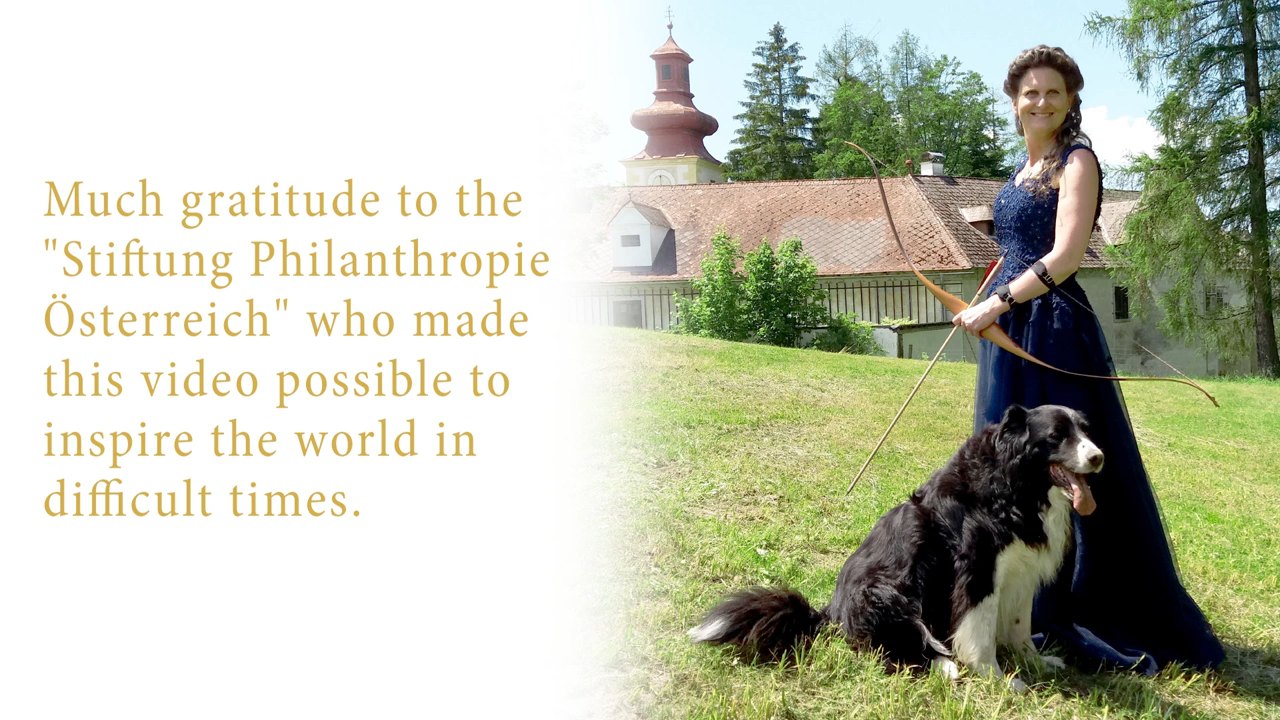 Much gratitude to the
"Stiftung Philanthropie
Österreich" who made
this video possible to
inspire the world in
difficult times.